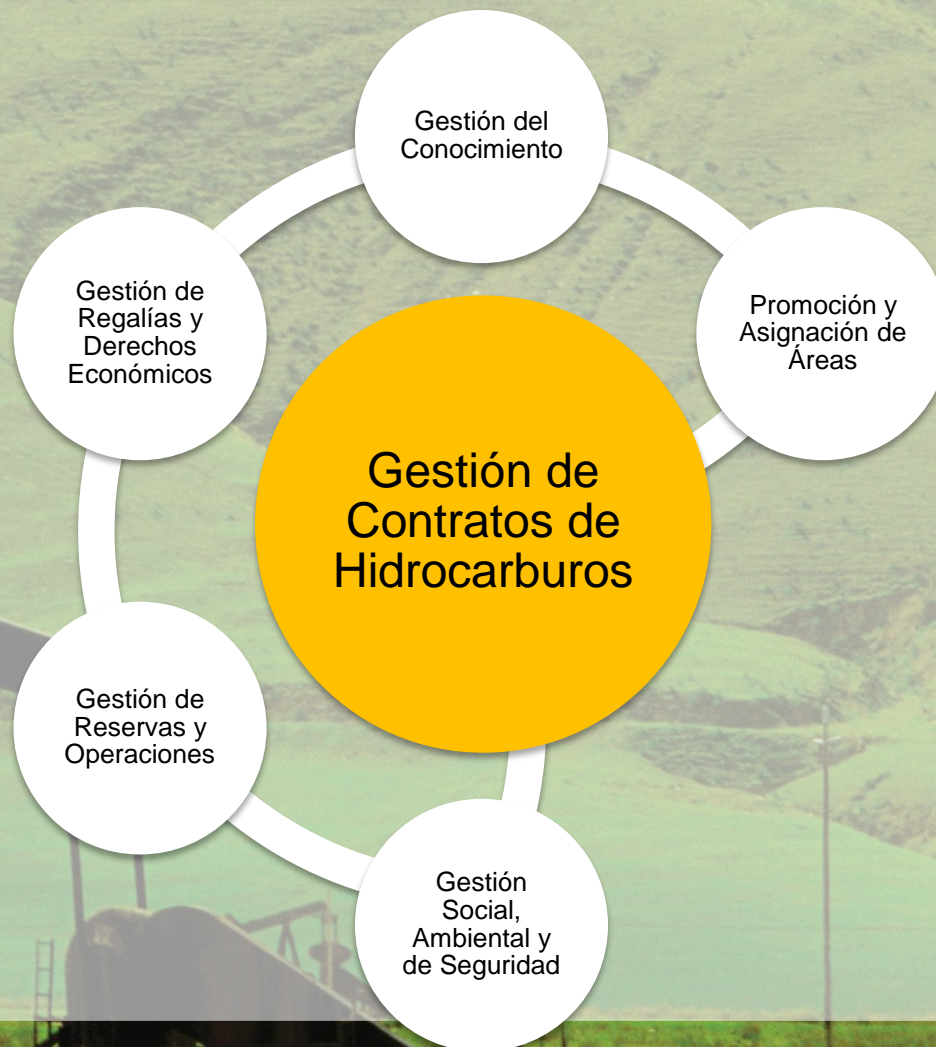 Gestión del
Conocimiento
Promoción y
Asignación de
Áreas
Gestión de
Contratos de
Hidrocarburos
Gestión Social,
Ambiental y
de Seguridad
Gestión de
Reservas y
Operaciones
Gestión de
Regalías y
Derechos
Económicos